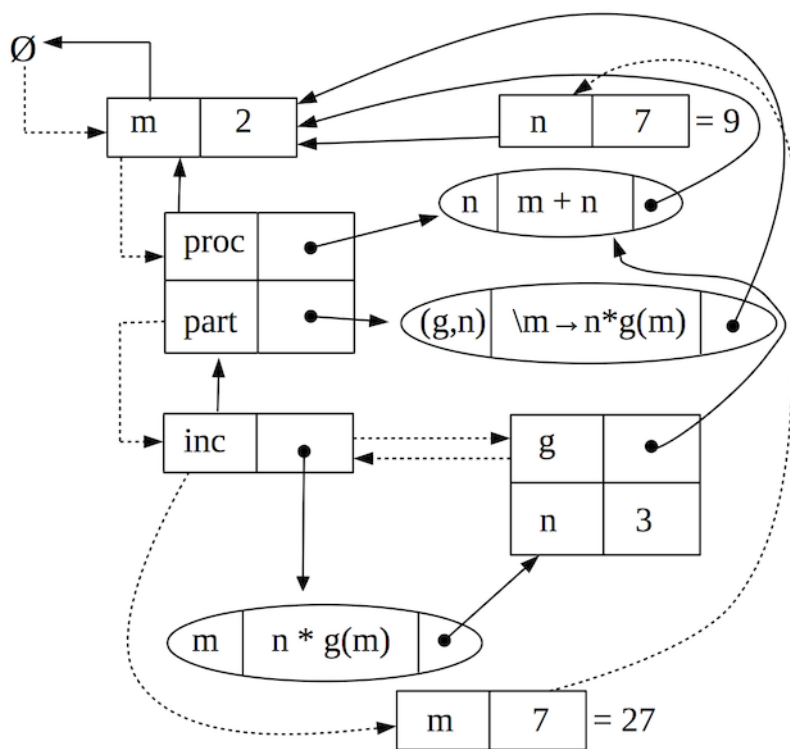 Ø
m 2
n 7 = 9
proc
n m + n
part
(g,n) \m→n*g(m)
inc
g
n 3
m n * g(m)
m 7 = 27